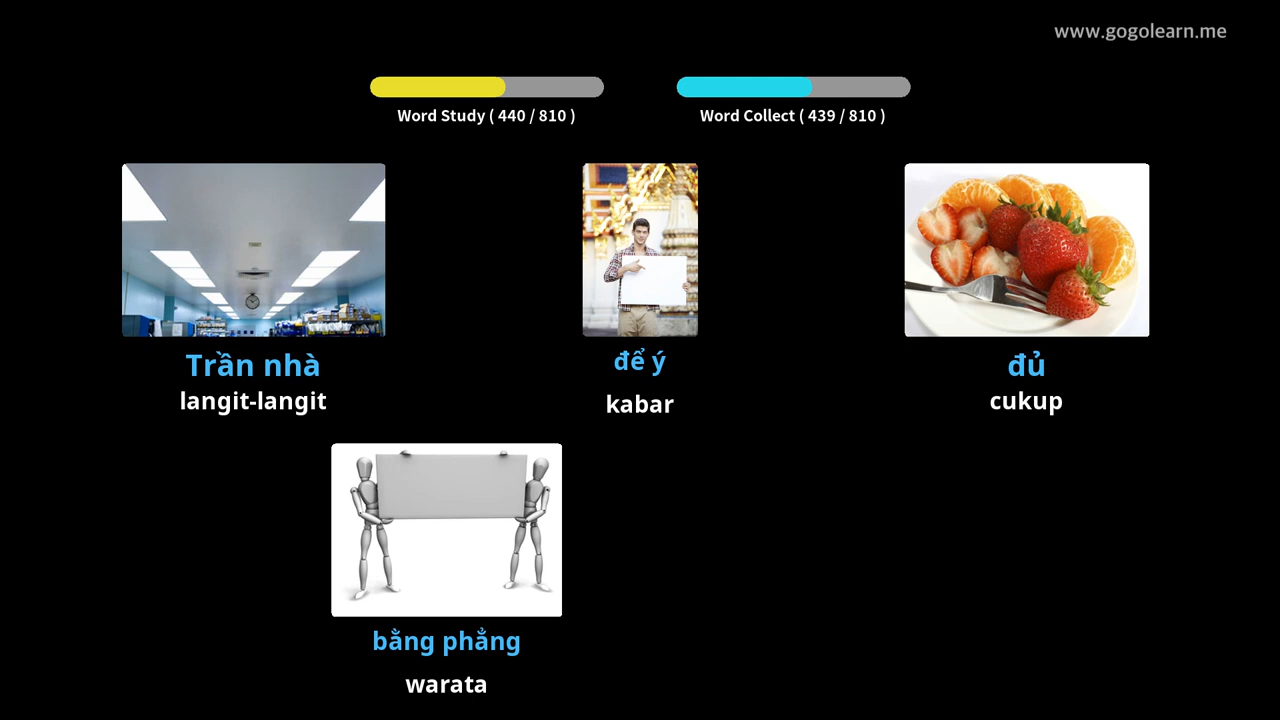 www.gogolearn.me
Word Study ( 440 / 810 )
Word Collect ( 439 / 810 )
Trần nhà
langit-langit
để ý
kabar
đủ
cukup
bằng phẳng
warata